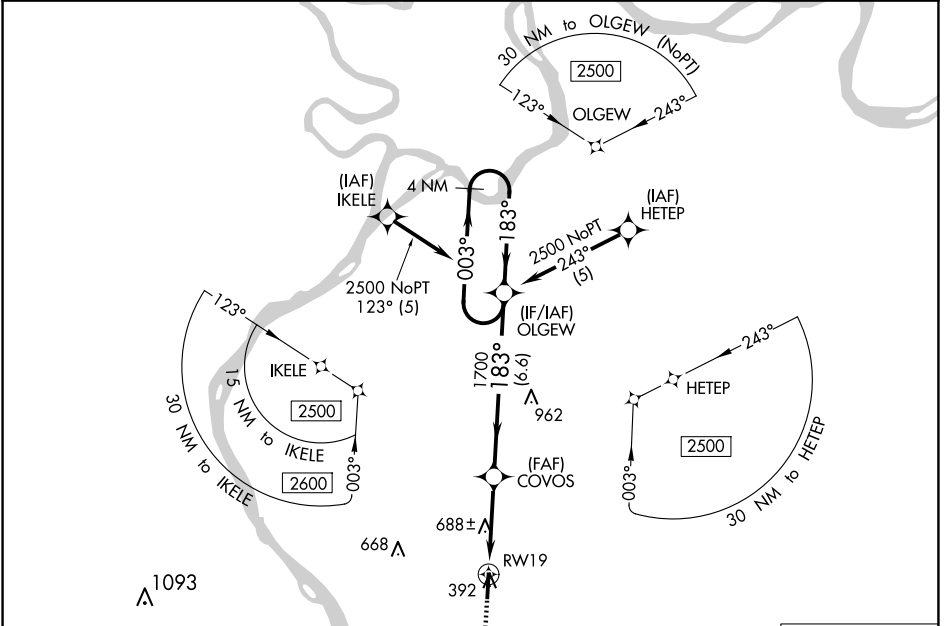 30 NM to OLGEW (NoPT)
2500
123°
243°
OLGEW
(IAF)
IKELE
4 NM
183°
003°
(IAF)
HETEP
2500 NoPT
243°
(5)
2500 NoPT
123° (5)
(IF/IAF)
OLGEW
1700
183°
(6.6)
962
123°
IKELE
2500
15 NM to IKELE
2600
30 NM to IKELE
003°
243°
HETEP
2500
003°
30 NM to HETEP
(FAF)
COVOS
688±
668
RW19
392
1093